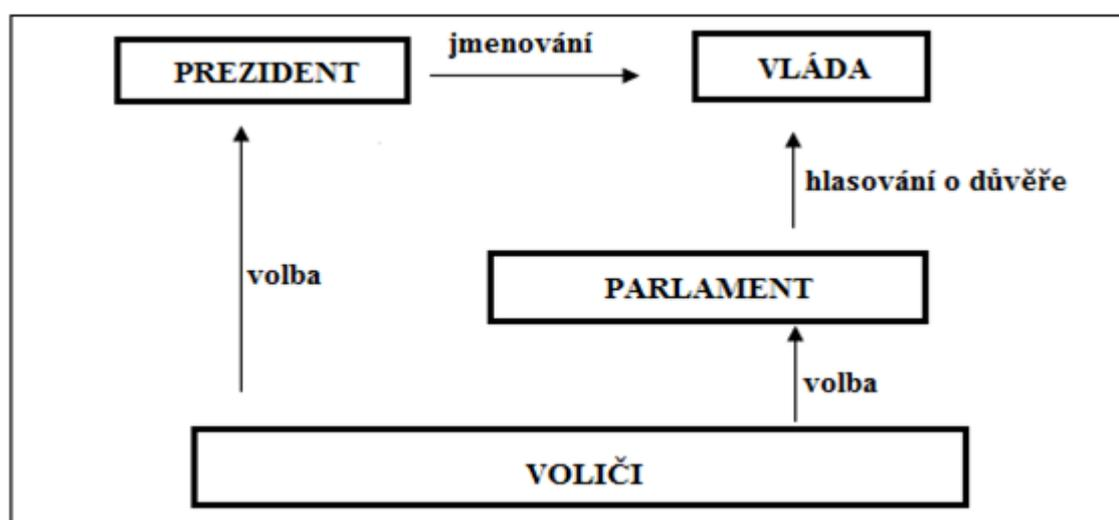 jmenování
PREZIDENT
VLÁDA
hlasování o důvěře
volba
PARLAMENT
volba
VOLIČI